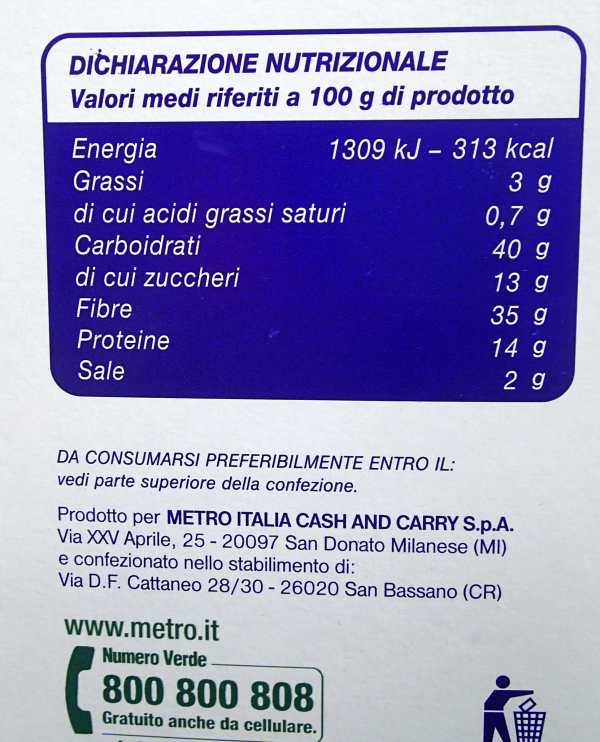 DICHIARAZIONE NUTRIZIONALE
Valori medi riferiti a 100 g di prodotto
Energia 1309 kJ – 313 kcal
Grassi 3 g
di cui acidi grassi saturi 0,7 g
Carboidrati 40 g
di cui zuccheri 13 g
Fibre 35 g
Proteine 14 g
Sale 2 g
DA CONSUMARSI PREFERIBILMENTE ENTRO IL:
vedi parte superiore della confezione.
Prodotto per METRO ITALIA CASH AND CARRY S.p.A.
Via XXV Aprile, 25 - 20097 San Donato Milanese (MI)
e confezionato nello stabilimento di:
Via D.F. Cattaneo 28/30 - 26020 San Bassano (CR)
www.metro.it
Numero Verde
800 800 808
Gratuito anche da cellulare.